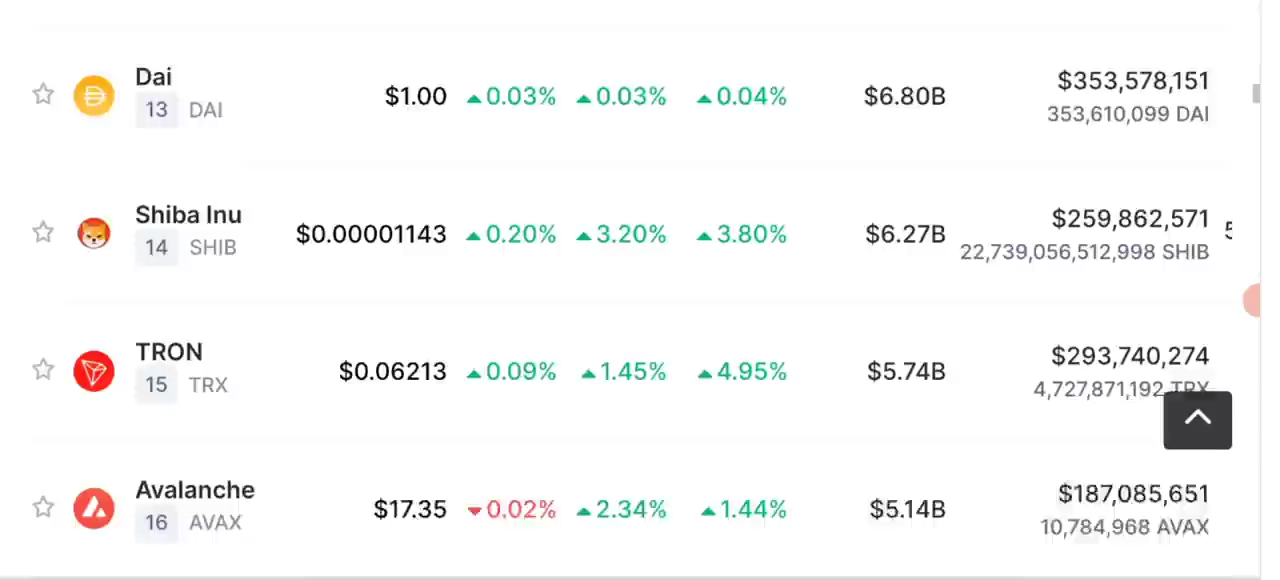 Dai
13 DAI
$1.00 0.03% 0.03% 0.04% $6.80B $353,578,151
353,610,099 DAI
Shiba Inu
14 SHIB
$0.00001143 0.20% 3.20% 3.80% $6.27B $259,862,571 5
22,739,056,512,998 SHIB
TRON
15 TRX
$0.06213 0.09% 1.45% 4.95% $5.74B $293,740,274
4,727,871,192 TRX
Avalanche
16 AVAX
$17.35 0.02% 2.34% 1.44% $5.14B $187,085,651
10,784,968 AVAX